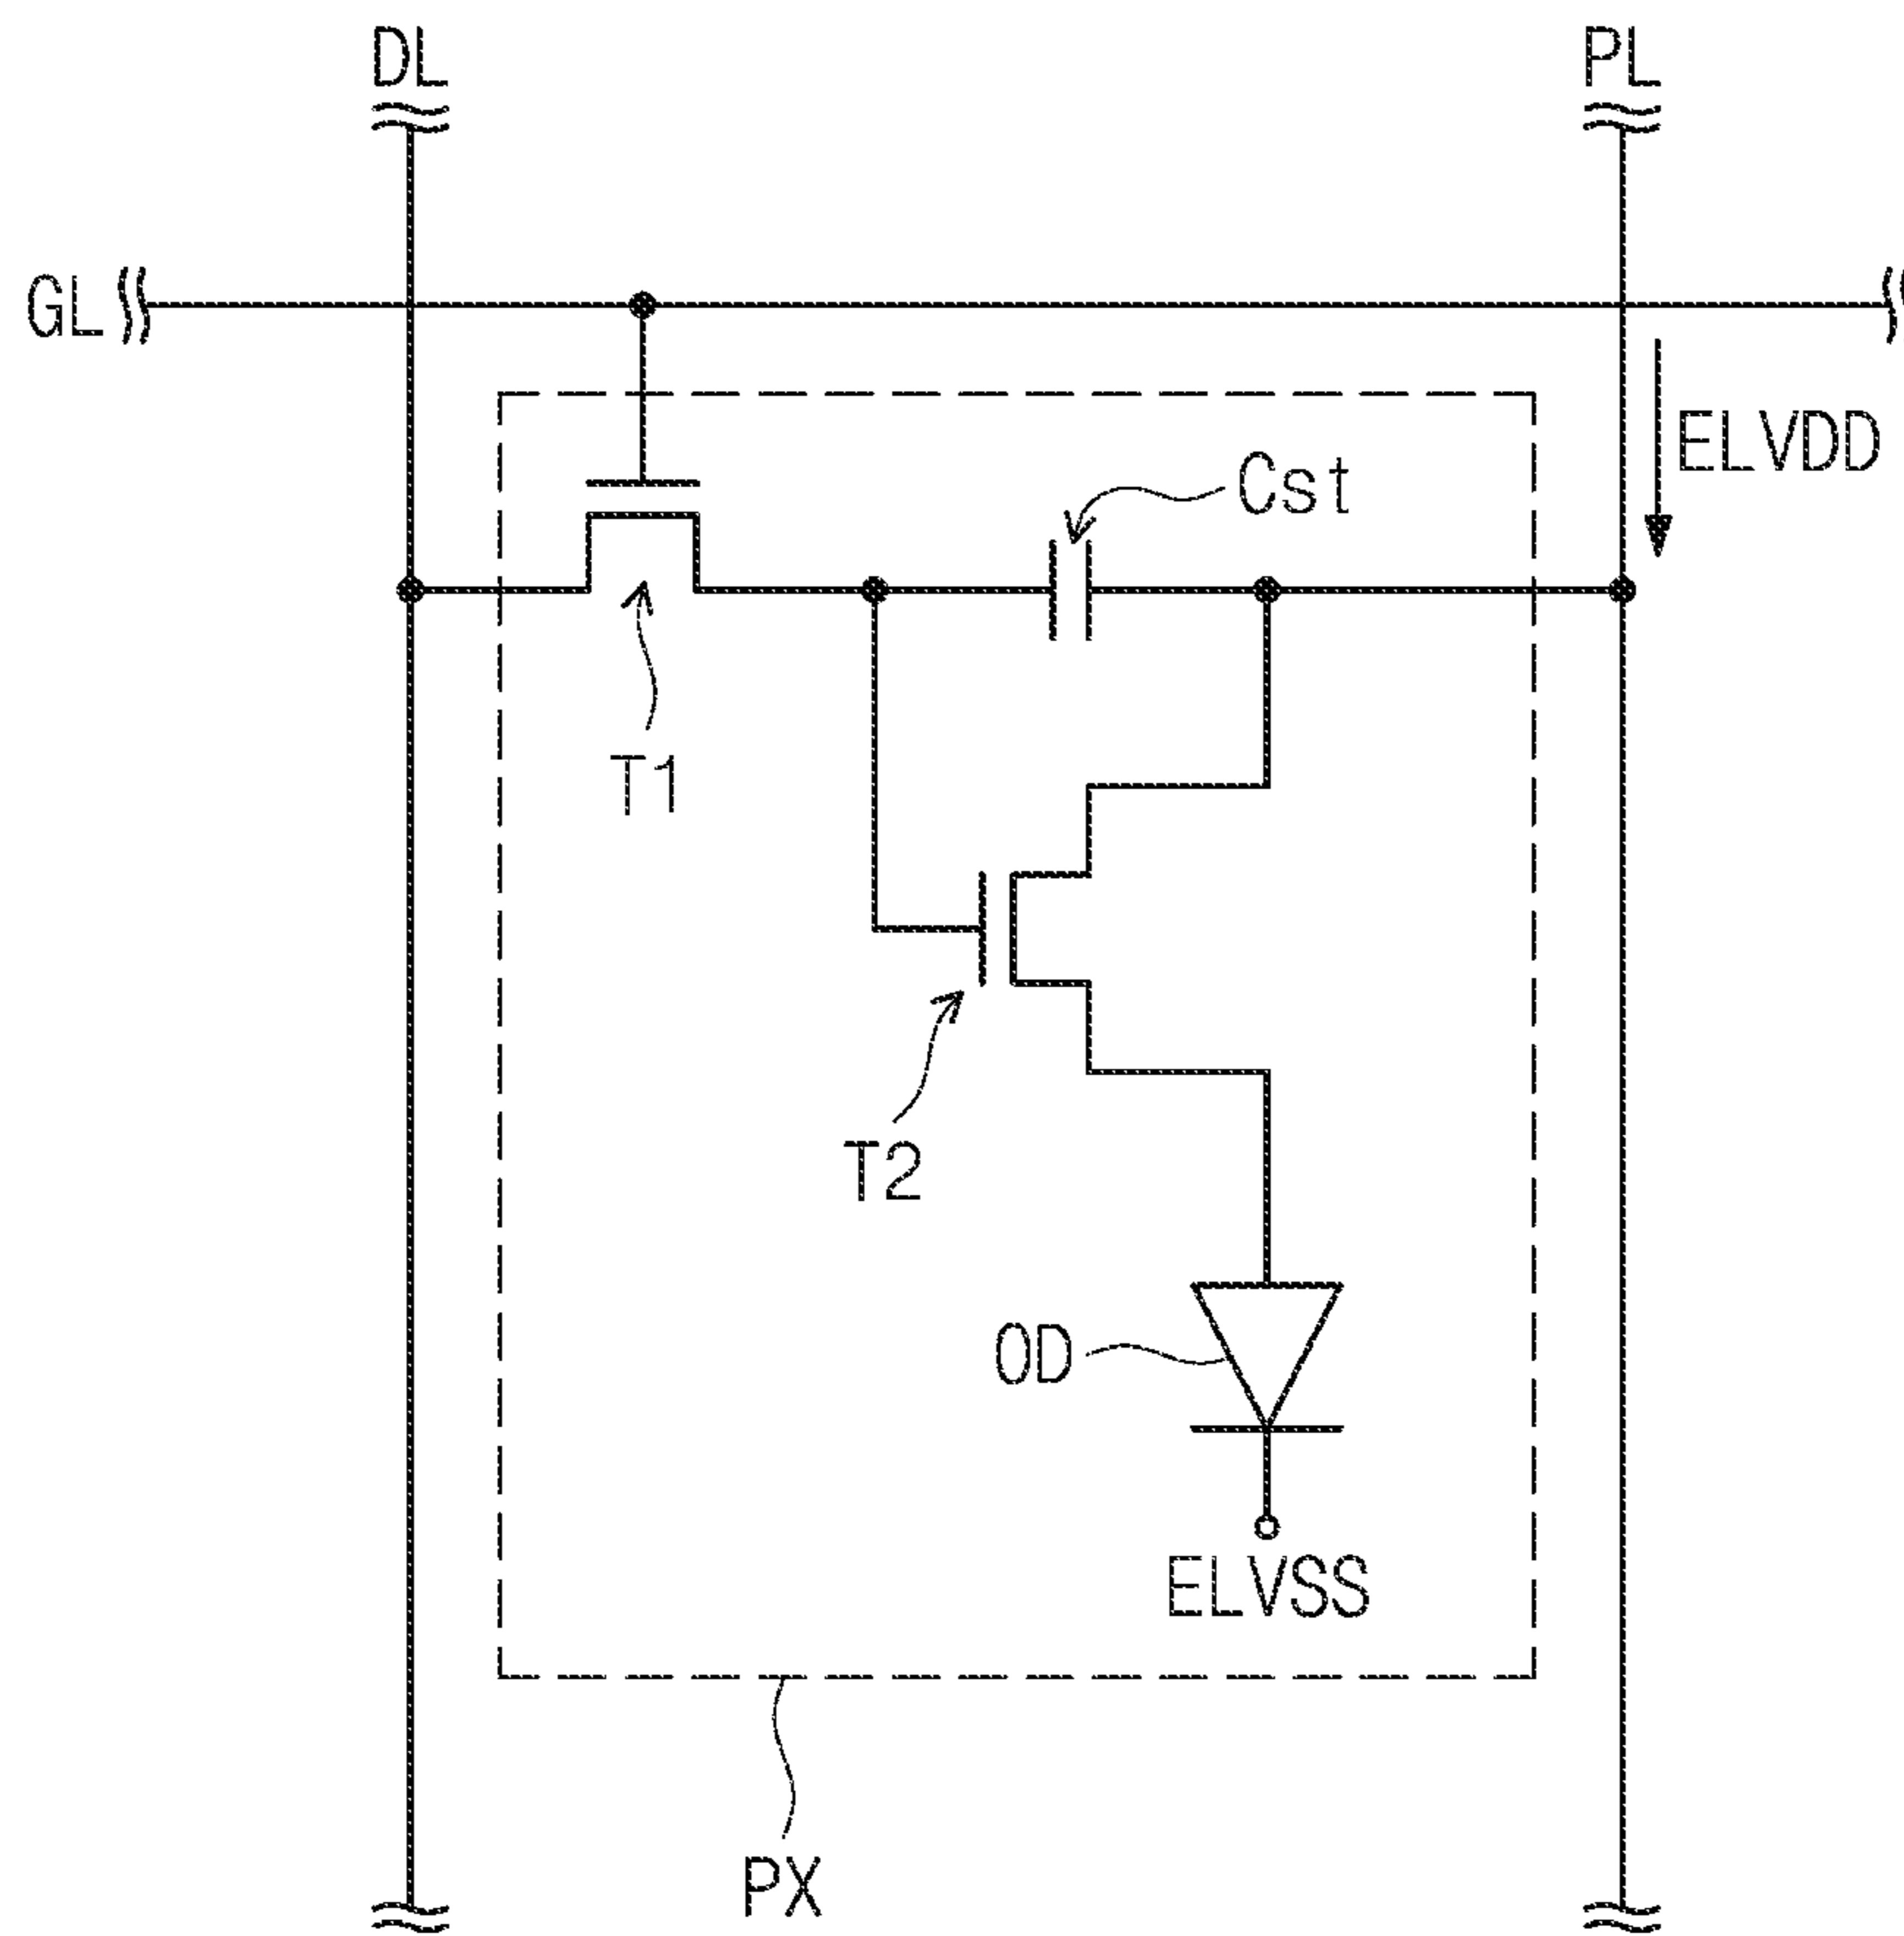 DL
PL
GL
ELVDD
Cst
T1
T2
OD
ELVSS
PX